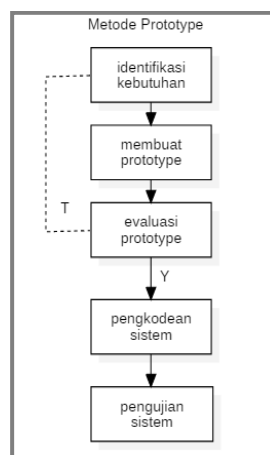 Metode Prototype
identifikasi
kebutuhan
membuat
prototype
T
evaluasi
prototype
Y
pengkodean
sistem
pengujian
sistem